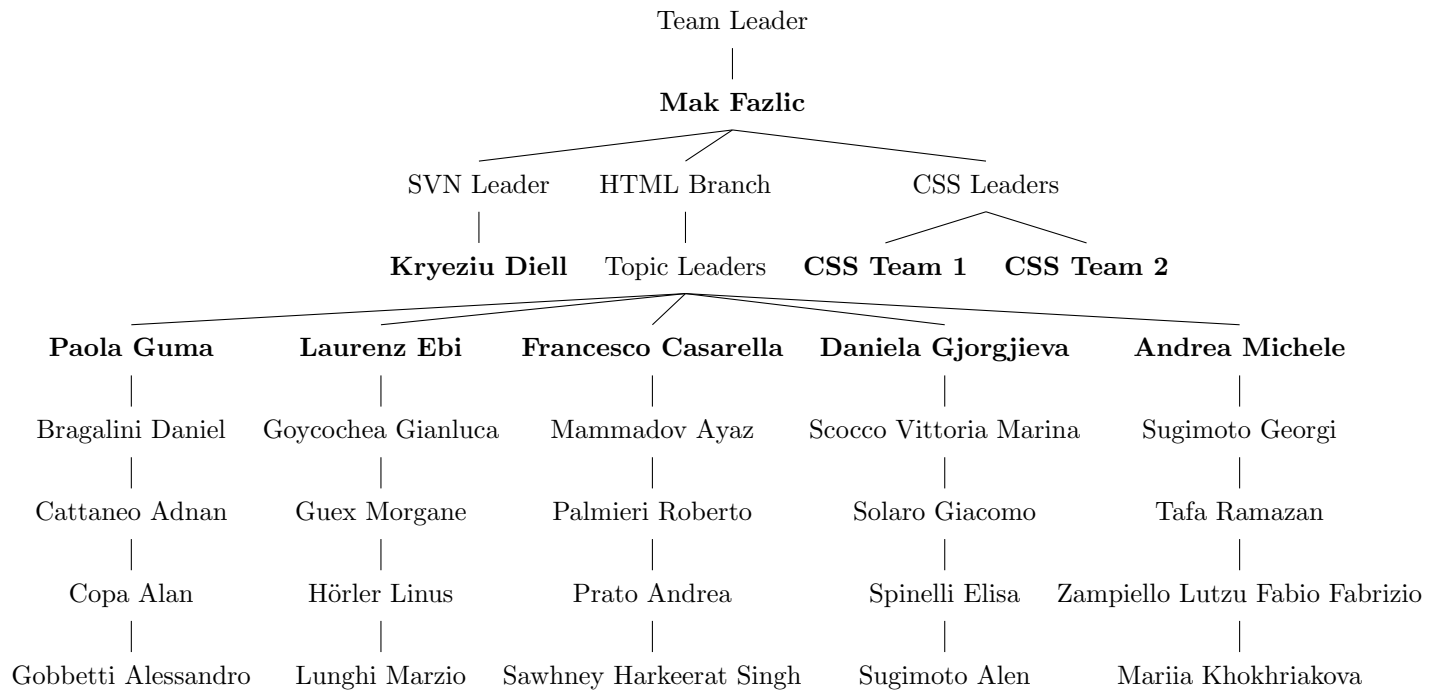 Team Leader
Mak Fazlic
SVN Leader HTML Branch CSS Leaders
Kryeziu Diell Topic Leaders CSS Team 1 CSS Team 2
Paola Guma Laurenz Ebi Francesco Casarella Daniela Gjorgjieva Andrea Michele
Bragalini Daniel Goycochea Gianluca Mammadov Ayaz Scocco Vittoria Marina Sugimoto Georgi
Cattaneo Adnan Guex Morgane Palmieri Roberto Solaro Giacomo Tafa Ramazan
Copa Alan Hörler Linus Prato Andrea Spinelli Elisa Zampiello Lutzu Fabio Fabrizio
Gobbetti Alessandro Lunghi Marzio Sawhney Harkeerat Singh Sugimoto Alen Mariia Khokhriakova